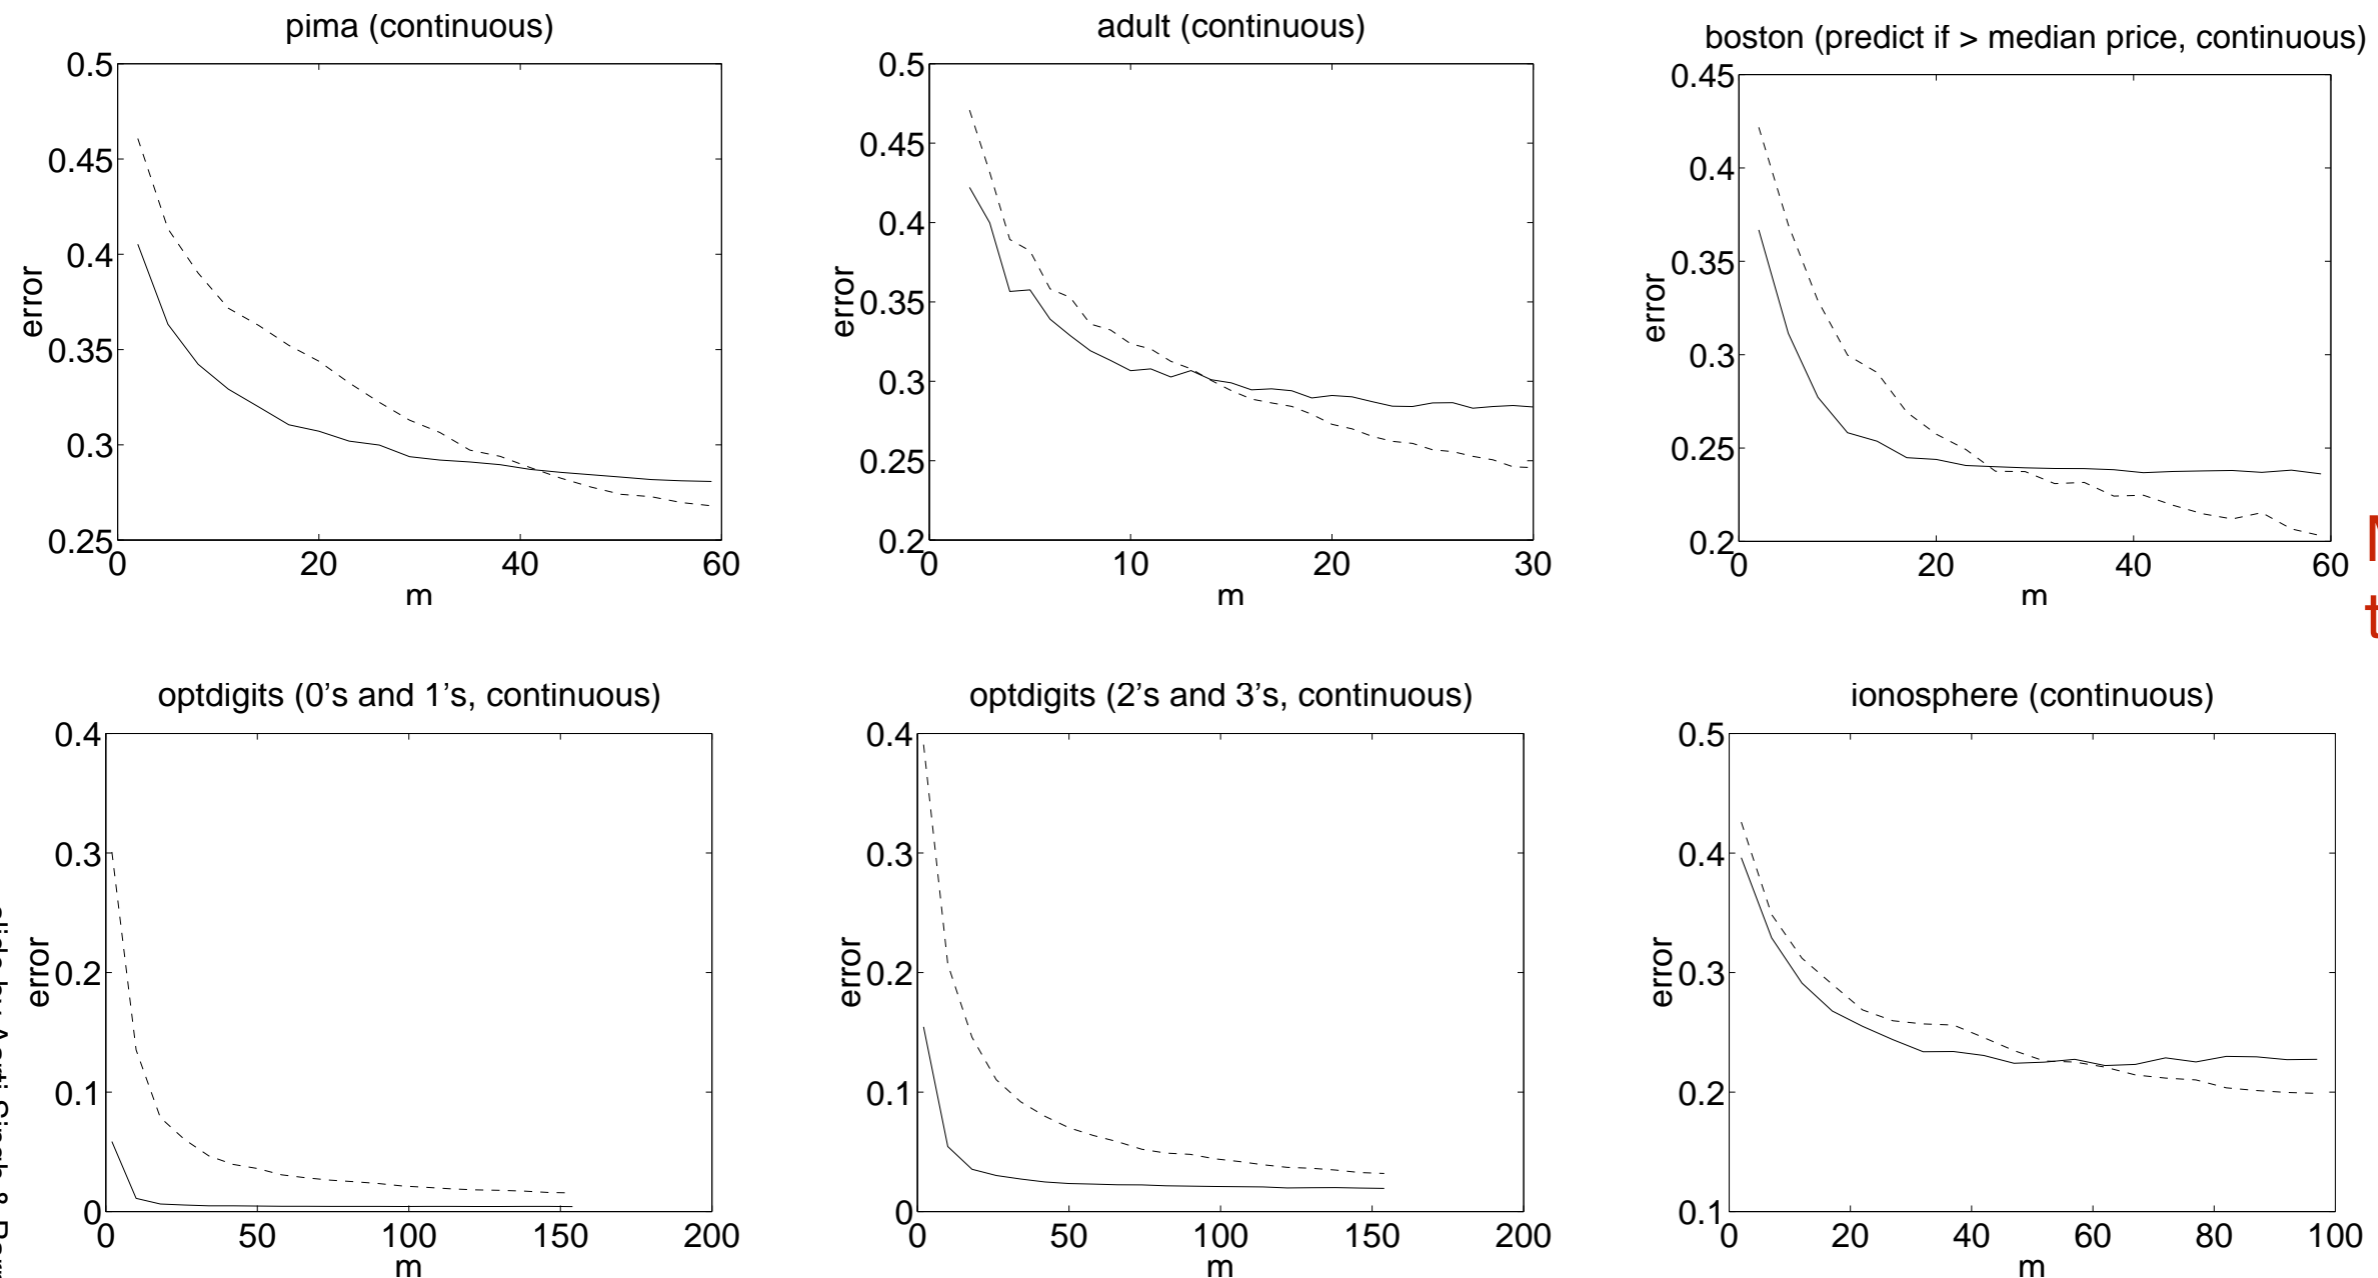 pima (continuous)
0.5
0.45
0.4
0.35
0.3
0.25
error
0 20 40 60
m
adult (continuous)
0.5
0.45
0.4
0.35
0.3
0.25
0.2
error
0 10 20 30
m
boston (predict if > median price, continuous)
0.45
0.4
0.35
0.3
0.25
0.2
error
0 20 40 60
m
optdigits (0's and 1's, continuous)
0.4
0.3
0.2
0.1
0
error
0 50 100 150 200
m
optdigits (2's and 3's, continuous)
0.4
0.3
0.2
0.1
0
error
0 50 100 150 200
m
ionosphere (continuous)
0.5
0.4
0.3
0.2
0.1
error
0 20 40 60 80 100
m